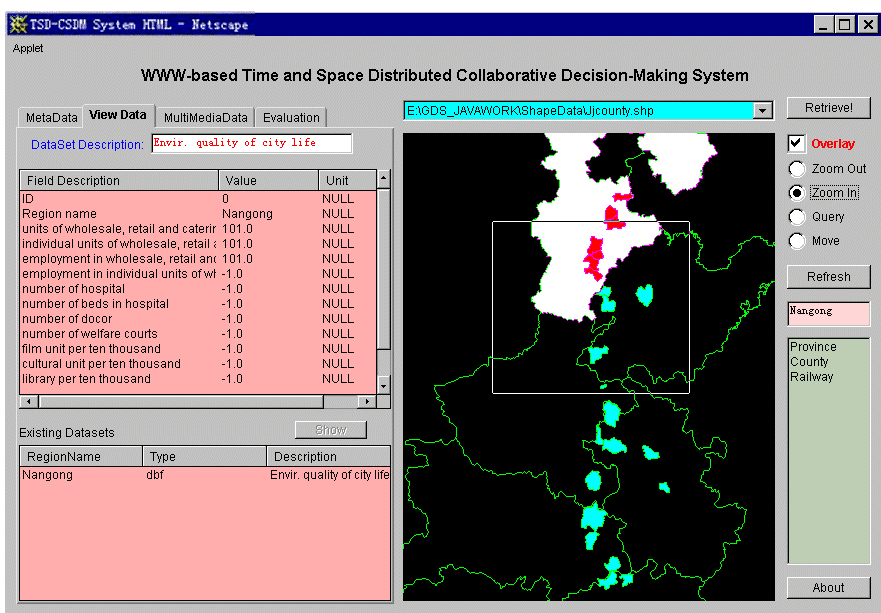 TSD-CSDM System HTML - Netscape
Applet
WWW-based Time and Space Distributed Collaborative Decision-Making System
MetaData View Data MultiMediaData Evaluation
DataSet Description: Envir. quality of city life
Field Description Value Unit
ID 0 NULL
Region name Nangong NULL
units of wholesale, retail and caterin 101.0 NULL
individual units of wholesale, retail a 101.0 NULL
employment in wholesale, retail and 101.0 NULL
employment in individual units of wh -1.0 NULL
number of hospital -1.0 NULL
number of beds in hospital -1.0 NULL
number of docor -1.0 NULL
number of welfare courts -1.0 NULL
film unit per ten thousand -1.0 NULL
cultural unit per ten thousand -1.0 NULL
library per ten thousand -1.0 NULL
Existing Datasets
Show
RegionName Type Description
Nangong dbf Envir. quality of city life
E:\GDS_JAVAWORK\ShapeData\Jjcounty.shp
Retrieve!
Overlay
Zoom Out
Zoom In
Query
Move
Refresh
Nangong
Province
County
Railway
About